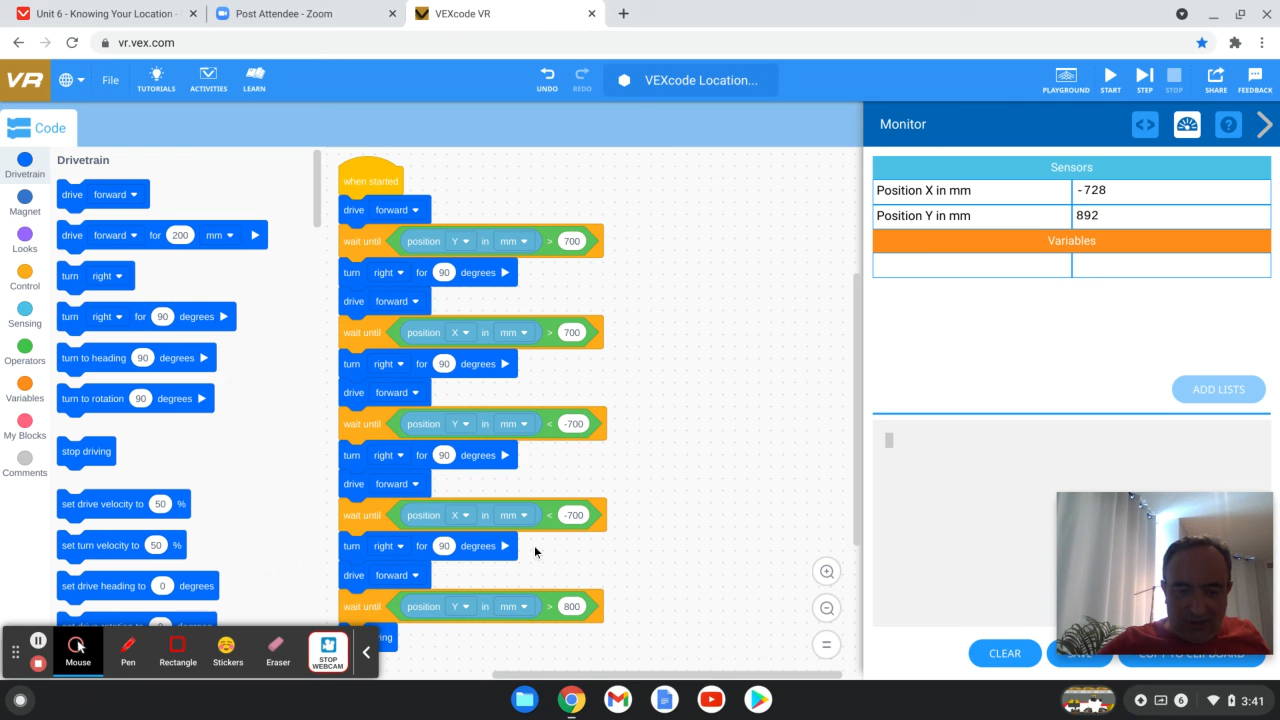 Unit 6 - Knowing Your Location -
Post Attendee - Zoom
VEXcode VR
vr.vex.com
VR
File
TUTORIALS
ACTIVITIES
LEARN
UNDO
REDO
VEXcode Location...
PLAYGROUND
START
STEP
STOP
SHARE
FEEDBACK
Code
Monitor
Drivetrain
Magnet
Looks
Control
Sensing
Operators
Variables
My Blocks
Comments
Drivetrain
drive forward
drive forward for 200 mm
turn right
turn right for 90 degrees
turn to heading 90 degrees
turn to rotation 90 degrees
stop driving
set drive velocity to 50 %
set turn velocity to 50 %
set drive heading to 0 degrees
when started
drive forward
wait until position Y in mm > 700
turn right for 90 degrees
drive forward
wait until position X in mm > 700
turn right for 90 degrees
drive forward
wait until position Y in mm < -700
turn right for 90 degrees
drive forward
wait until position X in mm < -700
turn right for 90 degrees
drive forward
wait until position Y in mm > 800
Sensors
Position X in mm -728
Position Y in mm 892
Variables
ADD LISTS
CLEAR
Mouse
Pen
Rectangle
Stickers
Eraser
STOP
WEBCAM
6
3:41